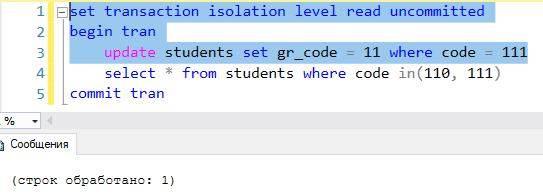 1 set transaction isolation level read uncommitted
2 begin tran
3 update students set gr_code = 11 where code = 111
4 select * from students where code in(110, 111)
5 commit tran
%
Сообщения
(строк обработано: 1)